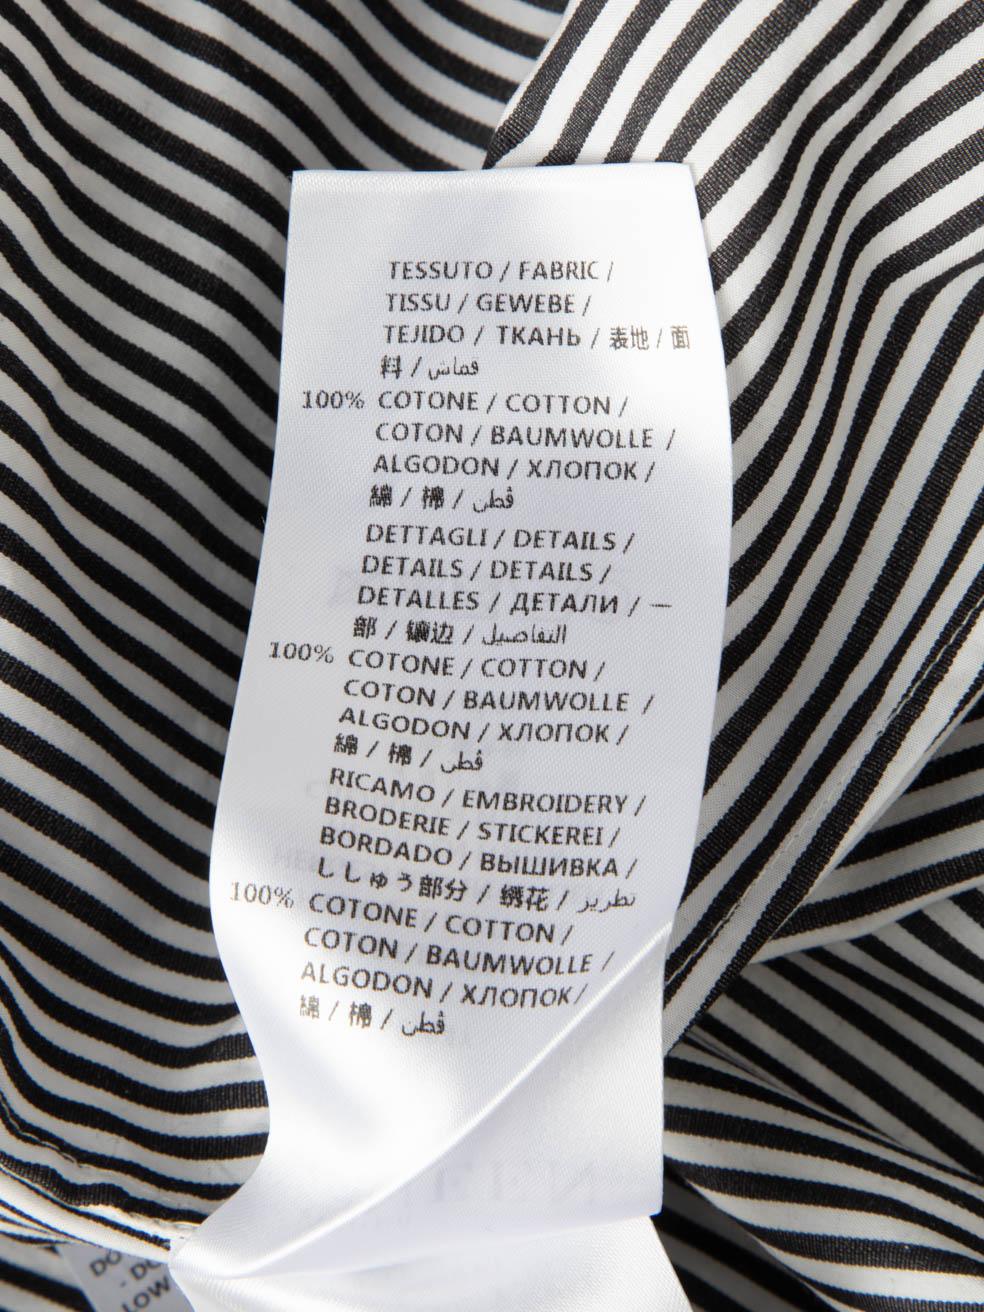 TESSUTO / FABRIC /
TISSU / GEWEBE /
TEJIDO / ТКАНЬ / 表地 / 面
料 / قماش
100% COTONE / COTTON /
COTON / BAUMWOLLE /
ALGODON / ХЛОПОК /
綿 / 棉 / قطن
DETTAGLI / DETAILS /
DETAILS / DETAILS /
DETALLES / ДЕТАЛИ / 一
部 / 镶边 / التفاصيل
100% COTONE / COTTON /
COTON / BAUMWOLLE /
ALGODON / ХЛОПОК /
綿 / 棉 / قطن
RICAMO / EMBROIDERY /
BRODERIE / STICKEREI /
BORDADO / ВЫШИВКА /
ししゅう部分 / 绣花 / تطريز
100% COTONE / COTTON /
COTON / BAUMWOLLE /
ALGODON / ХЛОПОК /
綿 / 棉 / قطن
DO
- DO
LOW